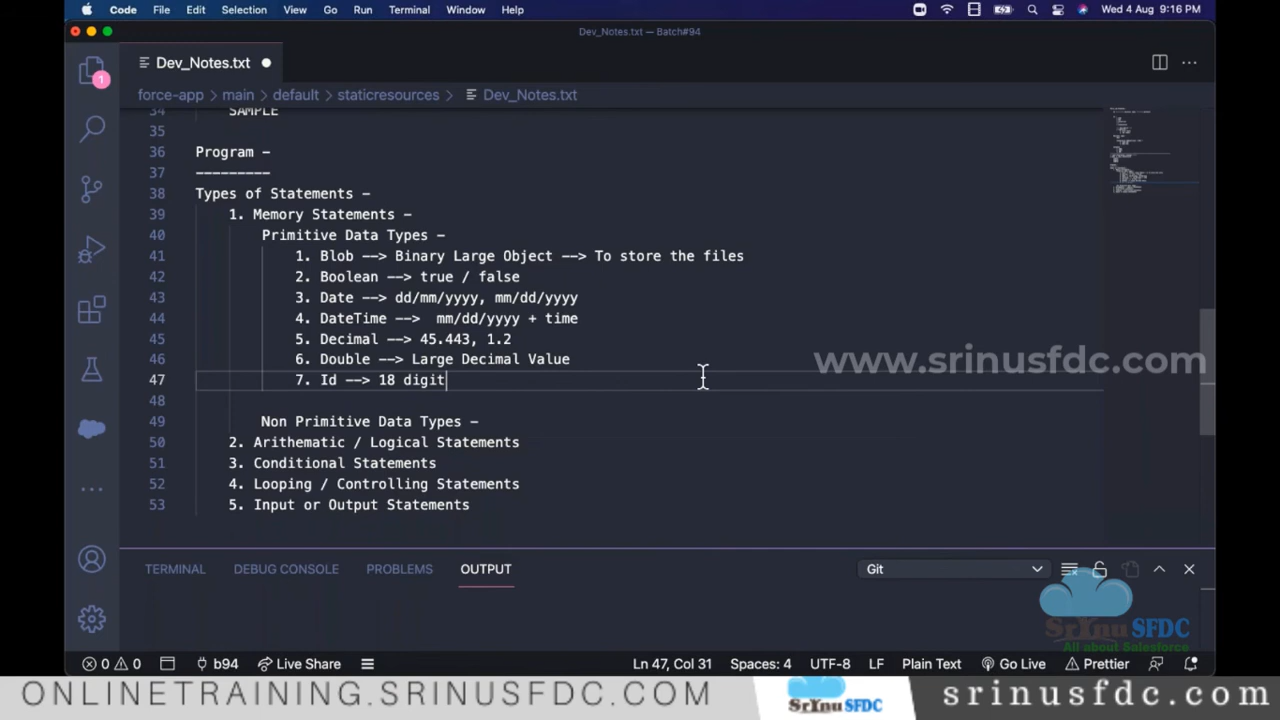 Code File Edit Selection View Go Run Terminal Window Help Wed 4 Aug 9:16 PM
Dev_Notes.txt — Batch#94
Dev_Notes.txt
1
force-app > main > default > staticresources > Dev_Notes.txt
34 SAMPLE
35
36 Program –
37 ---------
38 Types of Statements –
39 1. Memory Statements –
40 Primitive Data Types –
41 1. Blob --> Binary Large Object --> To store the files
42 2. Boolean --> true / false
43 3. Date --> dd/mm/yyyy, mm/dd/yyyy
44 4. DateTime --> mm/dd/yyyy + time
45 5. Decimal --> 45.443, 1.2
46 6. Double --> Large Decimal Value
www.srinusfdc.com
47 7. Id --> 18 digit
48
49 Non Primitive Data Types –
50 2. Arithematic / Logical Statements
51 3. Conditional Statements
52 4. Looping / Controlling Statements
53 5. Input or Output Statements
TERMINAL DEBUG CONSOLE PROBLEMS OUTPUT Git
SrInu SFDC
All about Salesforce
0 0 b94 Live Share Ln 47, Col 31 Spaces: 4 UTF-8 LF Plain Text Go Live Prettier
ONLINETRAINING.SRINUSFDC.COM SrInu SFDC srinusfdc.com